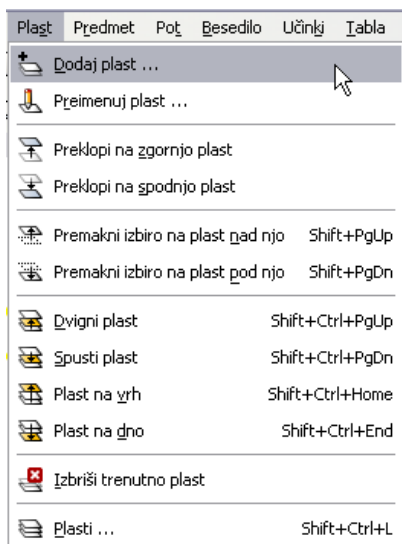 Plast Predmet Pot Besedilo Učinki Tabla
Dodaj plast ...
Preimenuj plast ...
Preklopi na zgornjo plast
Preklopi na spodnjo plast
Premakni izbiro na plast nad njo Shift+PgUp
Premakni izbiro na plast pod njo Shift+PgDn
Dvigni plast Shift+Ctrl+PgUp
Spusti plast Shift+Ctrl+PgDn
Plast na vrh Shift+Ctrl+Home
Plast na dno Shift+Ctrl+End
Izbriši trenutno plast
Plasti ... Shift+Ctrl+L